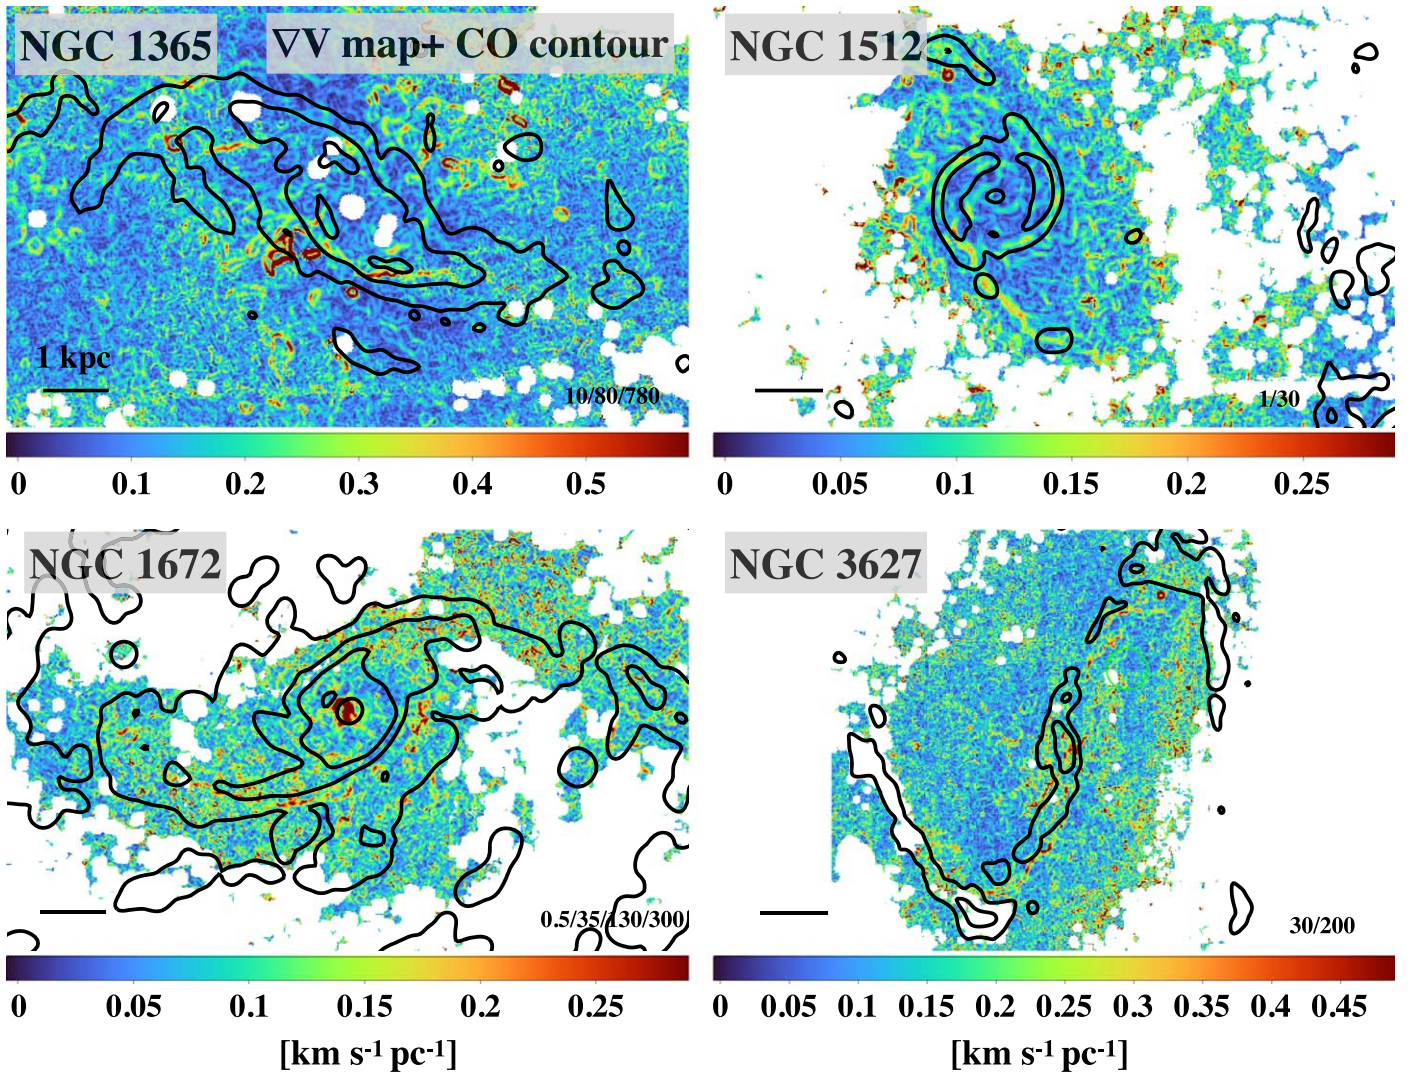 NGC 1365
∇V map+ CO contour
1 kpc
10/80/780
0 0.1 0.2 0.3 0.4 0.5
NGC 1512
1/30
0 0.05 0.1 0.15 0.2 0.25
NGC 1672
0.5/35/130/300/
0 0.05 0.1 0.15 0.2 0.25
[km s⁻¹ pc⁻¹]
NGC 3627
30/200
0 0.05 0.1 0.15 0.2 0.25 0.3 0.35 0.4 0.45
[km s⁻¹ pc⁻¹]